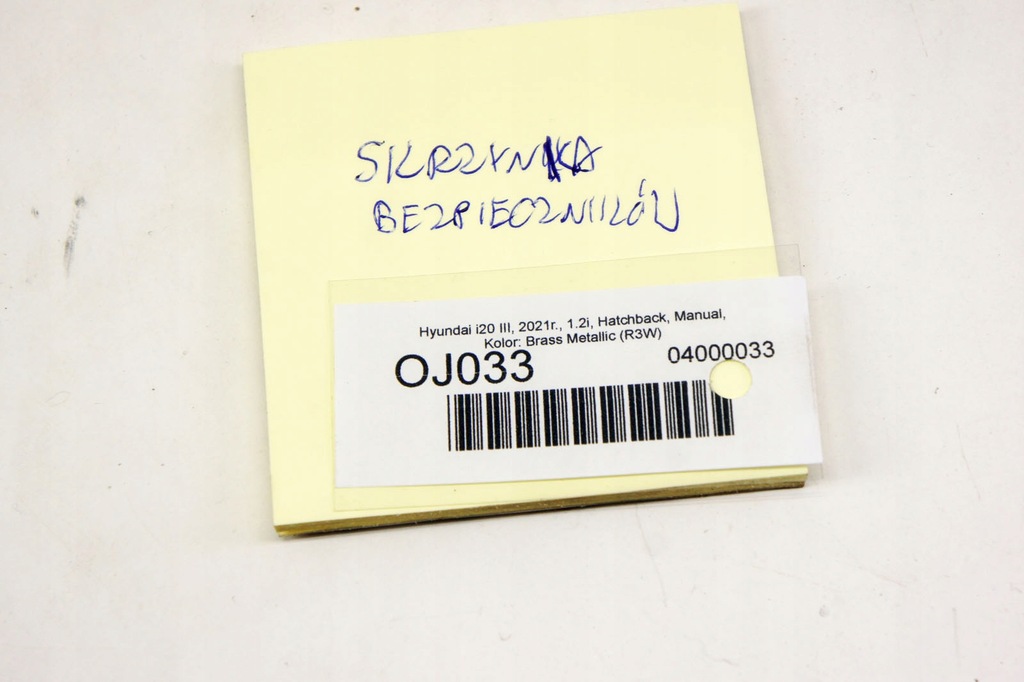 SKRZYNKA
BEZPIECZNIKÓW
Hyundai i20 III, 2021r., 1.2i, Hatchback, Manual,
Kolor: Brass Metallic (R3W)
OJ033
04000033